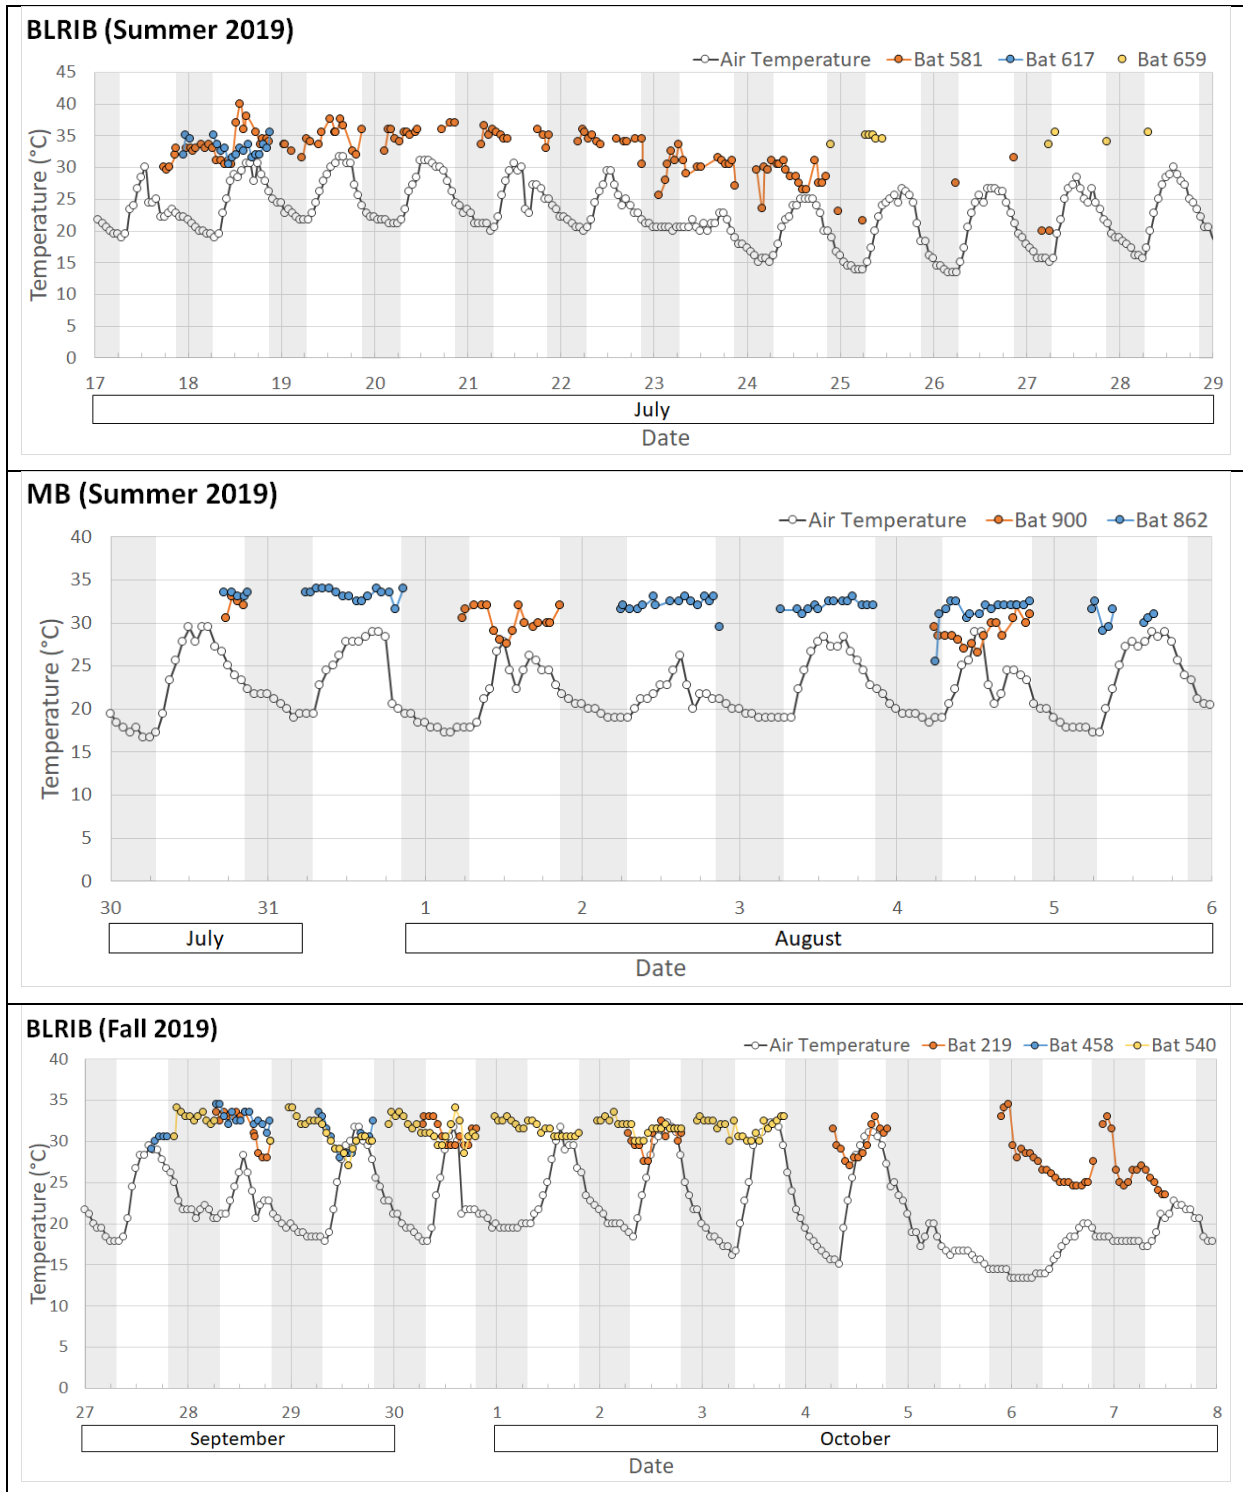 BLRIB (Summer 2019)
Air Temperature Bat 581 Bat 617 Bat 659
45
40
35
30
25
20
15
10
5
0
Temperature (°C)
17 18 19 20 21 22 23 24 25 26 27 28 29
July
Date
MB (Summer 2019)
Air Temperature Bat 900 Bat 862
40
35
30
25
20
15
10
5
0
Temperature (°C)
30 31 1 2 3 4 5 6
July August
Date
BLRIB (Fall 2019)
Air Temperature Bat 219 Bat 458 Bat 540
40
35
30
25
20
15
10
5
0
Temperature (°C)
27 28 29 30 1 2 3 4 5 6 7 8
September October
Date